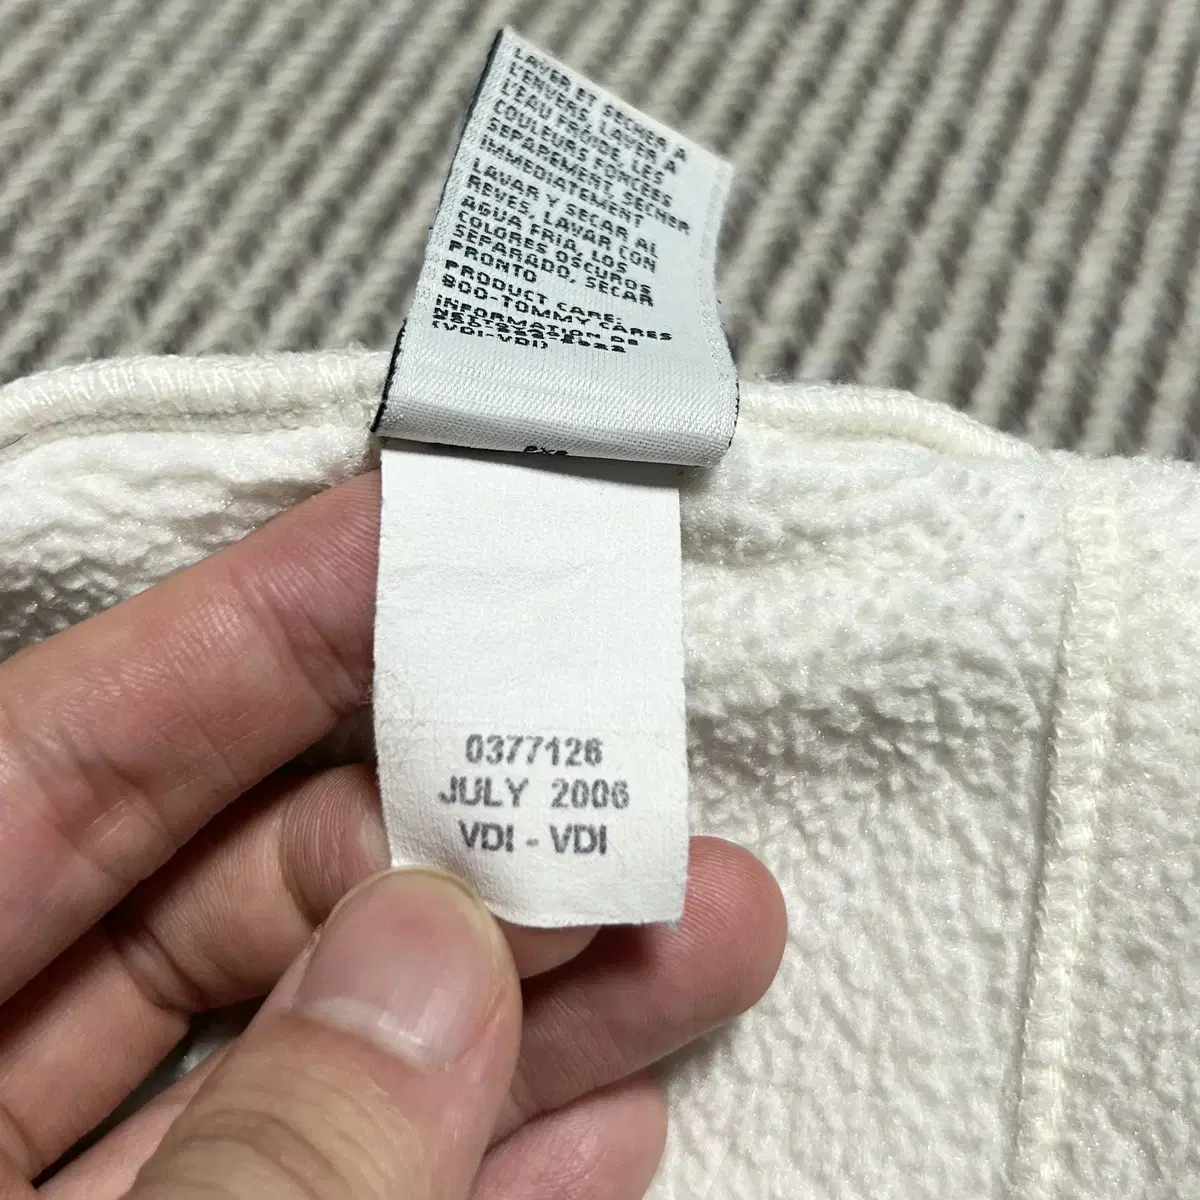 LAVER ET SECHER A
L'ENVERS, LAVER A
L'EAU FROIDE, LES
COULEURS FONCEES
SEPAREMENT, SECHER
IMMEDIATEMENT
LAVAR Y SECAR AL
REVES, LAVAR CON
AGUA FRIA, LOS
COLORES OSCUROS
SEPARADO, SECAR
PRONTO
PRODUCT CARE:
800-TOMMY CARES
INFORMATION DE
(VDI-VDI)
0377126
JULY 2006
VDI - VDI